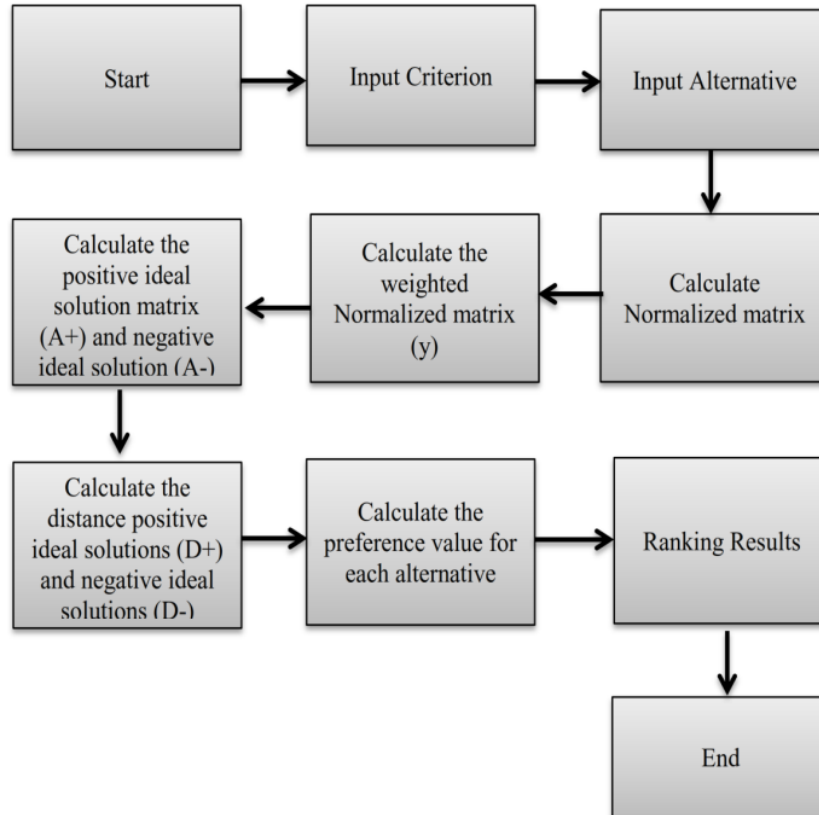 Start
Input Criterion
Input Alternative
Calculate the
positive ideal
solution matrix
(A+) and negative
ideal solution (A-)
Calculate the
weighted
Normalized matrix
(y)
Calculate
Normalized matrix
Calculate the
distance positive
ideal solutions (D+)
and negative ideal
solutions (D-)
Calculate the
preference value for
each alternative
Ranking Results
End